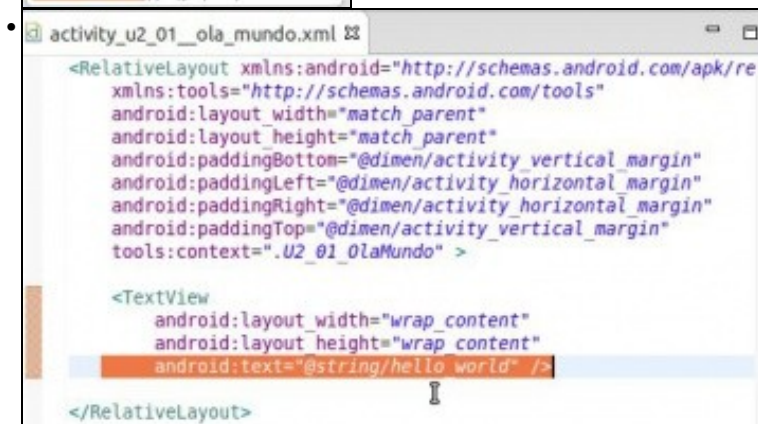 activity_u2_01__ola_mundo.xml
<RelativeLayout xmlns:android="http://schemas.android.com/apk/re
xmlns:tools="http://schemas.android.com/tools"
android:layout_width="match_parent"
android:layout_height="match_parent"
android:paddingBottom="@dimen/activity_vertical_margin"
android:paddingLeft="@dimen/activity_horizontal_margin"
android:paddingRight="@dimen/activity_horizontal_margin"
android:paddingTop="@dimen/activity_vertical_margin"
tools:context=".U2_01_OlaMundo" >
<TextView
android:layout_width="wrap_content"
android:layout_height="wrap_content"
android:text="@string/hello_world" />
</RelativeLayout>